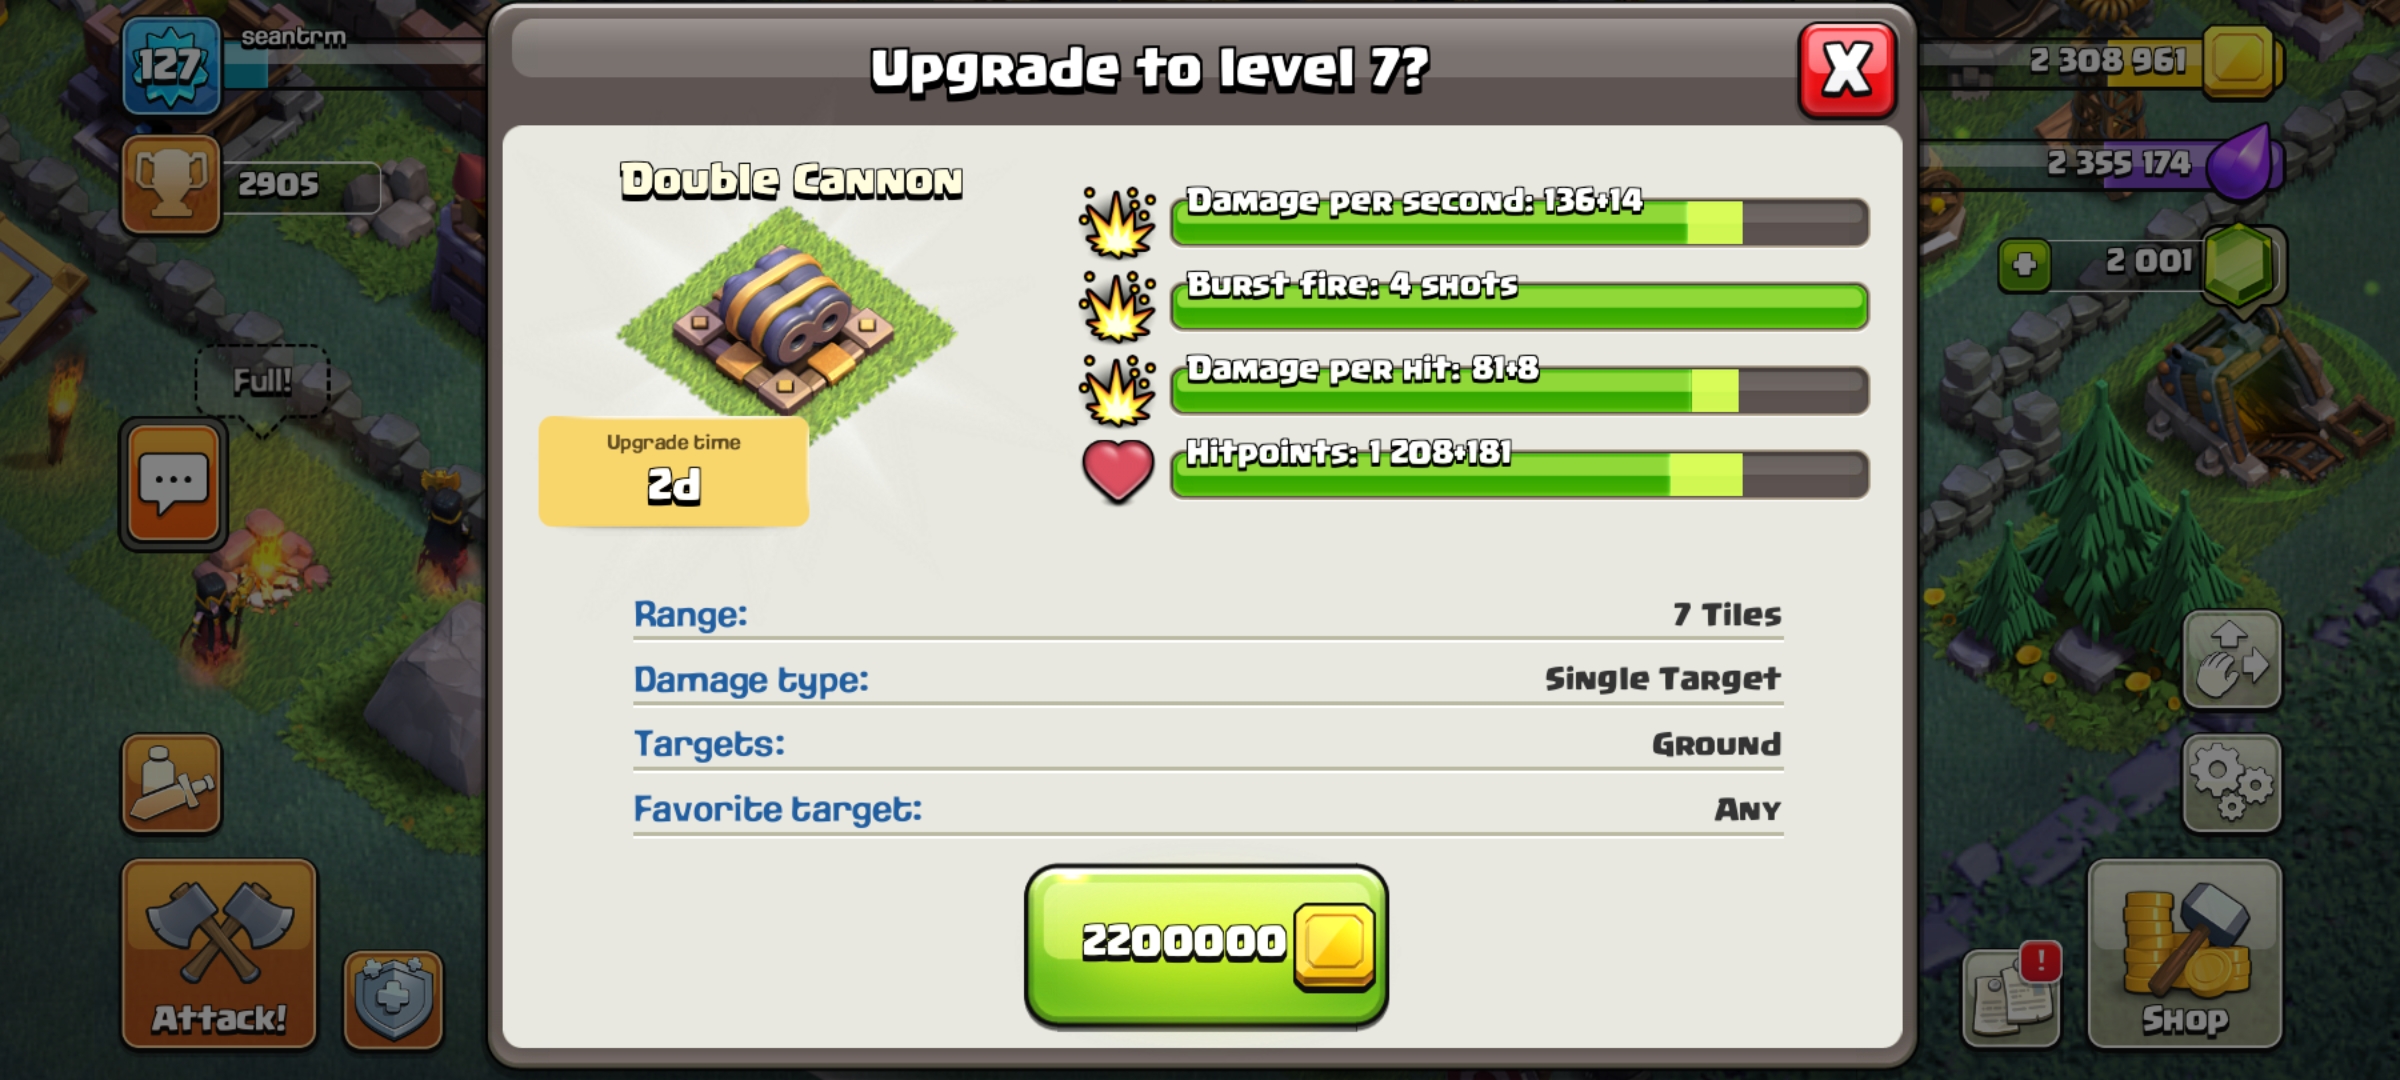 127
seantrm
2905
Full!
Attack!
Upgrade to level 7?
X
Double Cannon
Upgrade time
2d
Damage per second: 136+14
Burst fire: 4 shots
Damage per hit: 81+8
Hitpoints: 1 208+181
Range: 7 Tiles
Damage type: Single Target
Targets: Ground
Favorite target: Any
2200000
2 308 961
2 355 174
2 001
!
Shop